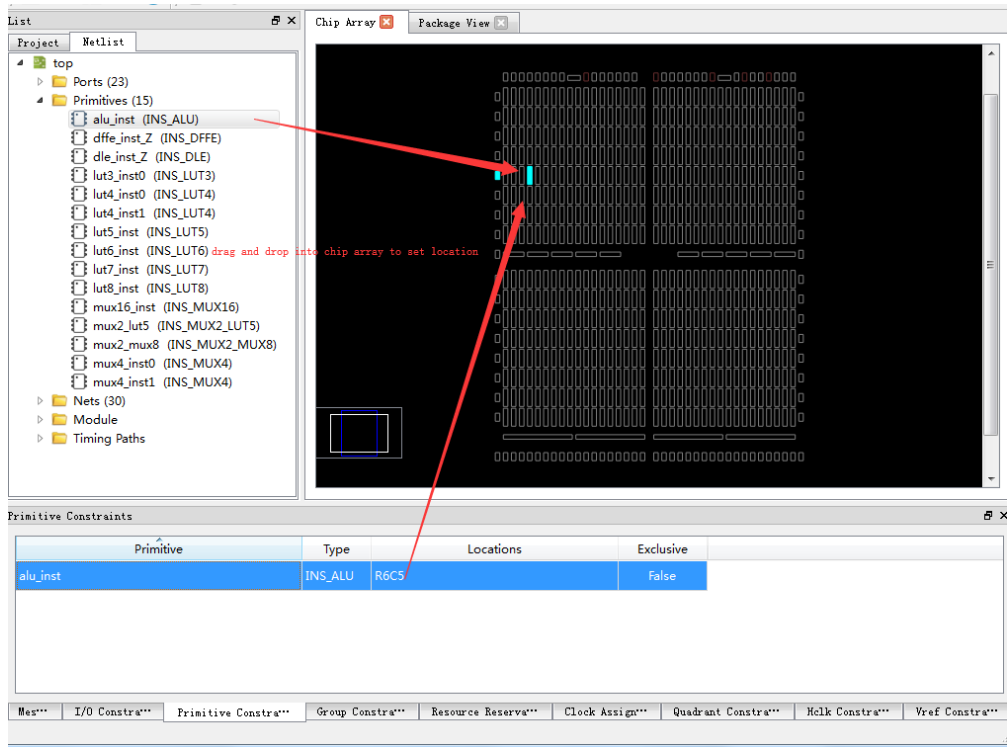 List
Chip Array
Package View
Project
Netlist
top
Ports (23)
Primitives (15)
alu_inst (INS_ALU)
dffe_inst_Z (INS_DFFE)
dle_inst_Z (INS_DLE)
lut3_inst0 (INS_LUT3)
lut4_inst0 (INS_LUT4)
lut4_inst1 (INS_LUT4)
lut5_inst (INS_LUT5)
lut6_inst (INS_LUT6) drag and drop into chip array to set location
lut7_inst (INS_LUT7)
lut8_inst (INS_LUT8)
mux16_inst (INS_MUX16)
mux2_lut5 (INS_MUX2_LUT5)
mux2_mux8 (INS_MUX2_MUX8)
mux4_inst0 (INS_MUX4)
mux4_inst1 (INS_MUX4)
Nets (30)
Module
Timing Paths
Primitive Constraints
Primitive Type Locations Exclusive
alu_inst INS_ALU R6C5 False
Mes··· I/O Constra··· Primitive Constra··· Group Constra··· Resource Reserva··· Clock Assign··· Quadrant Constra··· Hclk Constra··· Vref Constra···